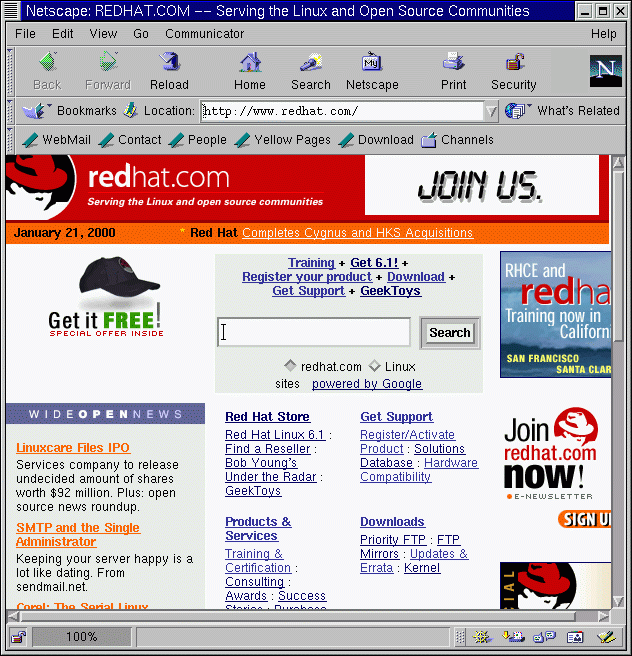 Netscape: REDHAT.COM -- Serving the Linux and Open Source Communities
File Edit View Go Communicator Help
Back Forward Reload Home Search Netscape Print Security
My
N
Bookmarks Location: http://www.redhat.com/ What's Related
WebMail Contact People Yellow Pages Download Channels
redhat.com
Serving the Linux and open source communities
JOIN US.
January 21, 2000 * Red Hat Completes Cygnus and HKS Acquisitions
Get it FREE!
SPECIAL OFFER INSIDE
Training + Get 6.1! +
Register your product + Download +
Get Support + GeekToys
Search
redhat.com Linux
sites powered by Google
RHCE and
redha
Training now in
Californi
SAN FRANCISCO
SANTA CLAR
WIDEOPENNEWS
Linuxcare Files IPO
Services company to release
undecided amount of shares
worth $92 million. Plus: open
source news roundup.
SMTP and the Single
Administrator
Keeping your server happy is a
lot like dating. From
sendmail.net.
Corel: The Serial Linux
Red Hat Store
Red Hat Linux 6.1 :
Find a Reseller :
Bob Young's
Under the Radar :
GeekToys
Get Support
Register/Activate
Product : Solutions
Database : Hardware
Compatibility
Products &
Services
Training &
Certification :
Consulting :
Awards : Success
Stories : Purchase
Downloads
Priority FTP : FTP
Mirrors : Updates &
Errata : Kernel
Join
redhat.com
now!
E-NEWSLETTER
SIGN U
IAL
100%